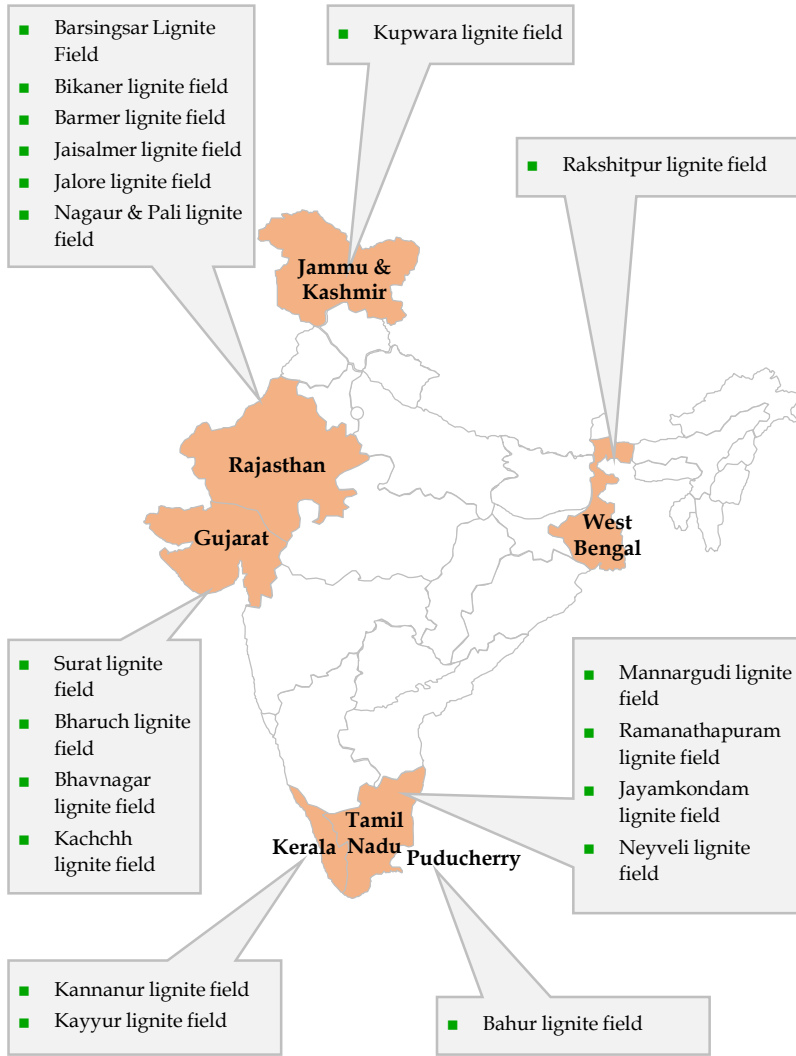 Barsingsar Lignite
Field
Bikaner lignite field
Barmer lignite field
Jaisalmer lignite field
Jalore lignite field
Nagaur & Pali lignite
field
Kupwara lignite field
Rakshitpur lignite field
Jammu &
Kashmir
Rajasthan
Gujarat
West
Bengal
Surat lignite
field
Bharuch lignite
field
Bhavnagar
lignite field
Kachchh
lignite field
Mannargudi lignite
field
Ramanathapuram
lignite field
Jayamkondam
lignite field
Neyveli lignite
field
Tamil
Nadu
Kerala
Puducherry
Kannanur lignite field
Kayyur lignite field
Bahur lignite field